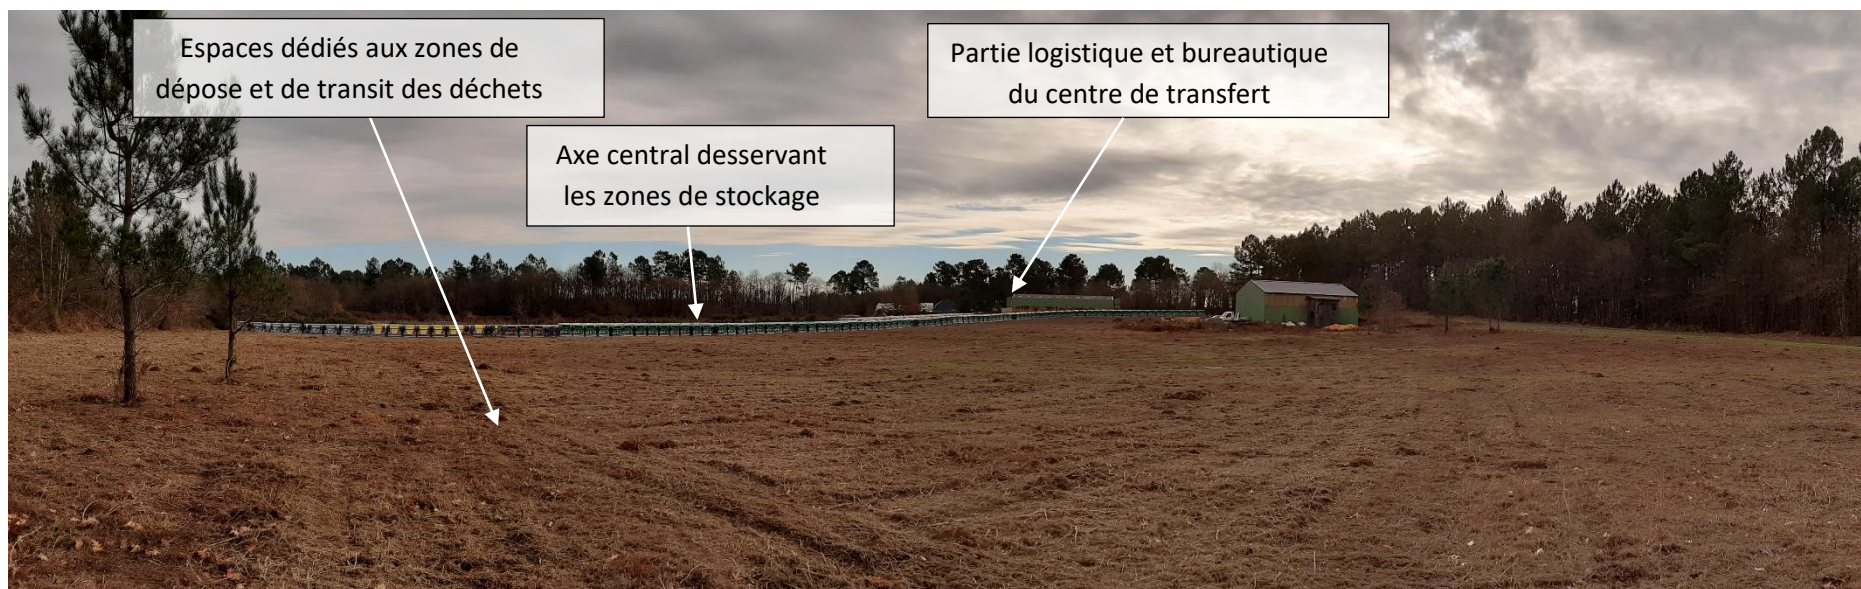 Espaces dédiés aux zones de
dépose et de transit des déchets
Partie logistique et bureautique
du centre de transfert
Axe central desservant
les zones de stockage